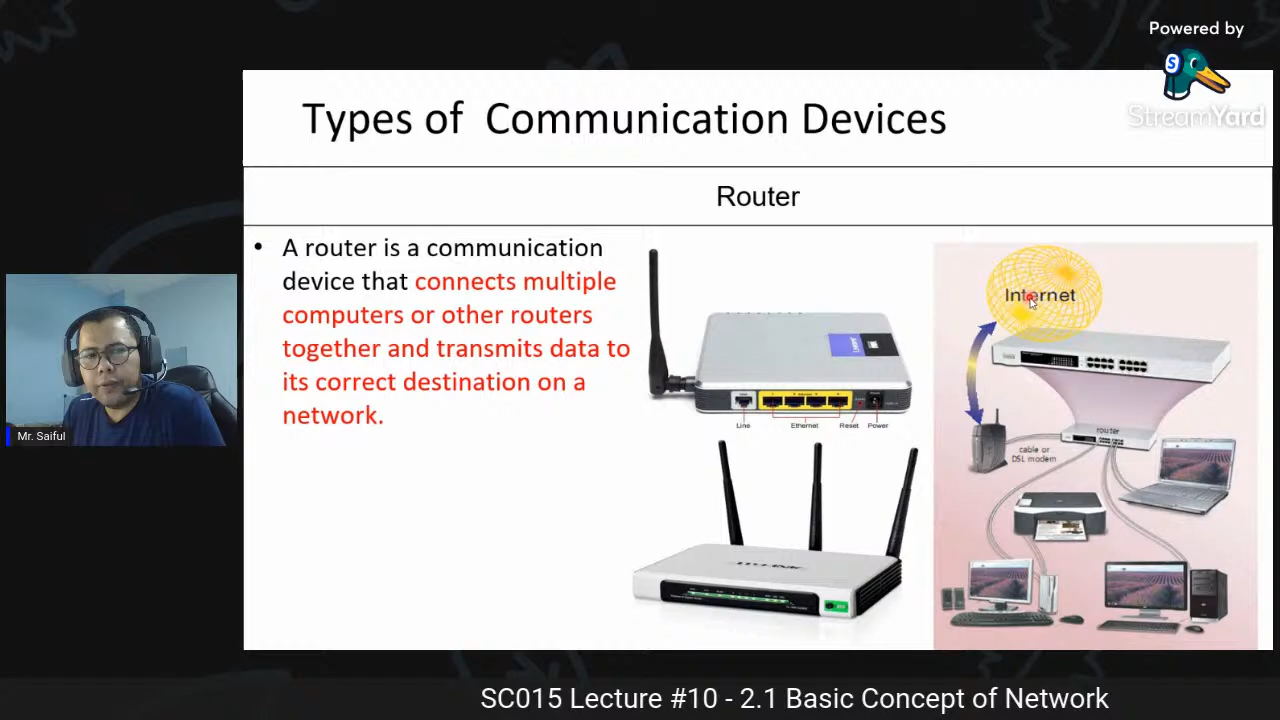 Powered by
StreamYard
Types of Communication Devices
Router
• A router is a communication
device that connects multiple
computers or other routers
together and transmits data to
its correct destination on a
network.
Line
Ethernet
Reset
Power
TP-LINK
Internet
router
cable or
DSL modem
Mr. Saiful
SC015 Lecture #10 - 2.1 Basic Concept of Network